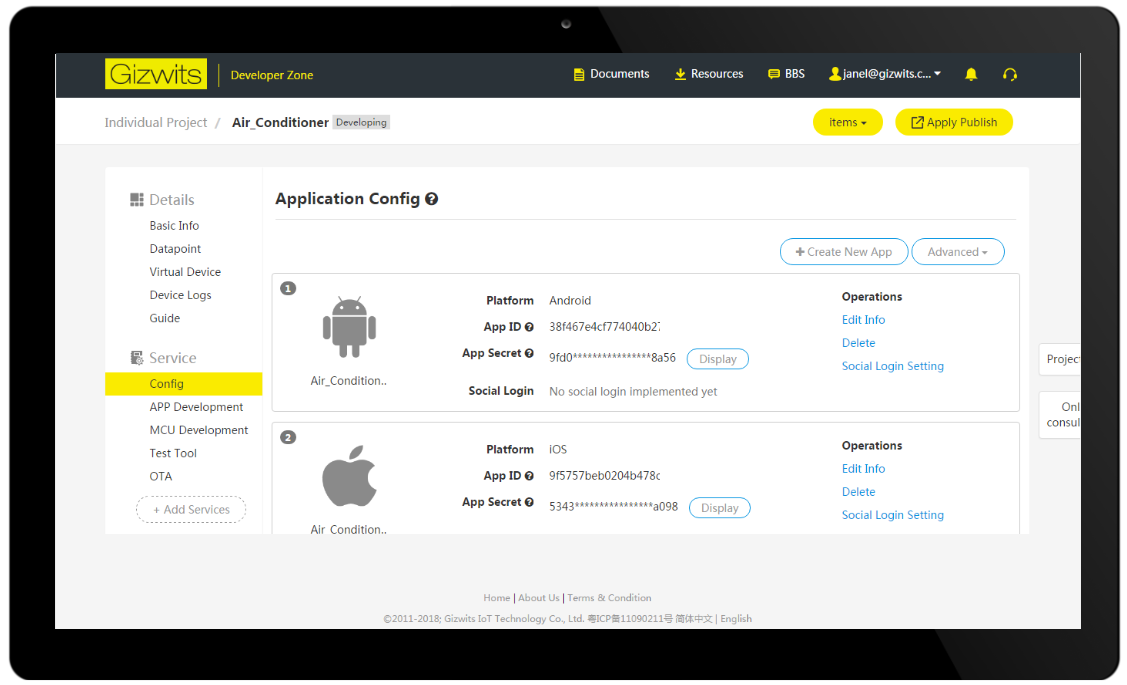 Gizwits Developer Zone Documents Resources BBS janel@gizwits.c...
Individual Project / Air_Conditioner Developing items Apply Publish
Details
Basic Info
Datapoint
Virtual Device
Device Logs
Guide
Service
Config
APP Development
MCU Development
Test Tool
OTA
+ Add Services
Application Config ?
+ Create New App Advanced
1
Air_Condition..
Platform Android
App ID ? 38f467e4cf774040b27
App Secret ? 9fd0****************8a56 Display
Social Login No social login implemented yet
Operations
Edit Info
Delete
Social Login Setting
2
Air_Condition..
Platform iOS
App ID ? 9f5757beb0204b478c
App Secret ? 5343****************a098 Display
Operations
Edit Info
Delete
Social Login Setting
Project
Onl
consul
Home | About Us | Terms & Condition
©2011-2018; Gizwits IoT Technology Co., Ltd. 粤ICP备11090211号 简体中文 | English